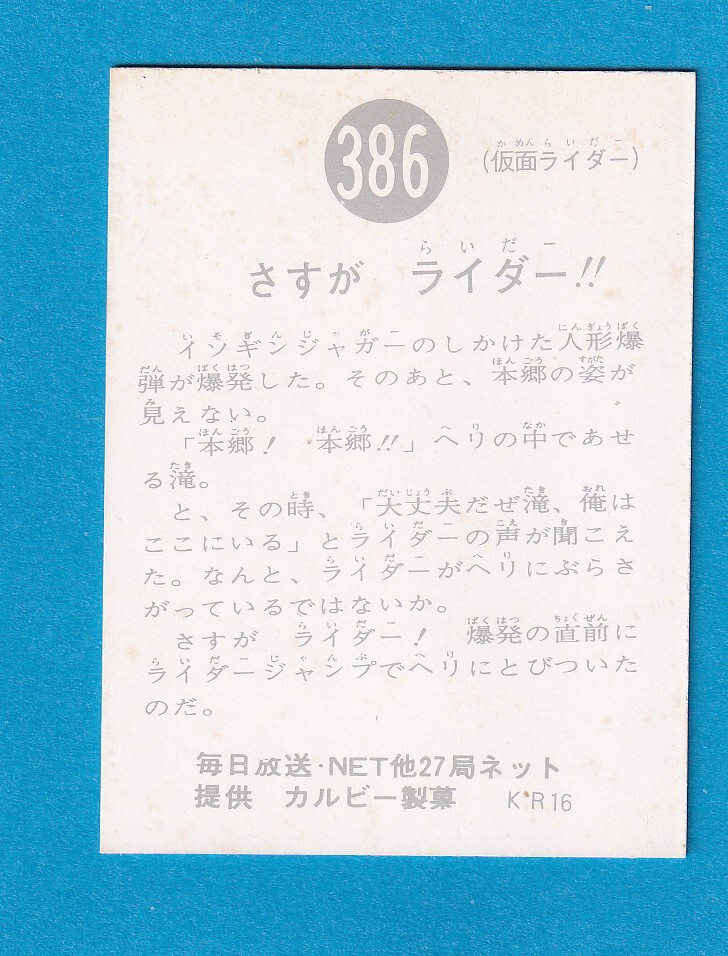 386
(仮面ライダー)
さすが ライダー!!
イソギンジャガーのしかけた人形爆
弾が爆発した。そのあと、本郷の姿が
見えない。
「本郷! 本郷!!」ヘリの中であせ
る滝。
と、その時、「大丈夫だぜ滝、俺は
ここにいる」とライダーの声が聞こえ
た。なんと、ライダーがヘリにぶらさ
がっているではないか。
さすが ライダー! 爆発の直前に
ライダージャンプでヘリにとびついた
のだ。
毎日放送・NET他27局ネット
提供 カルビー製菓 KR16